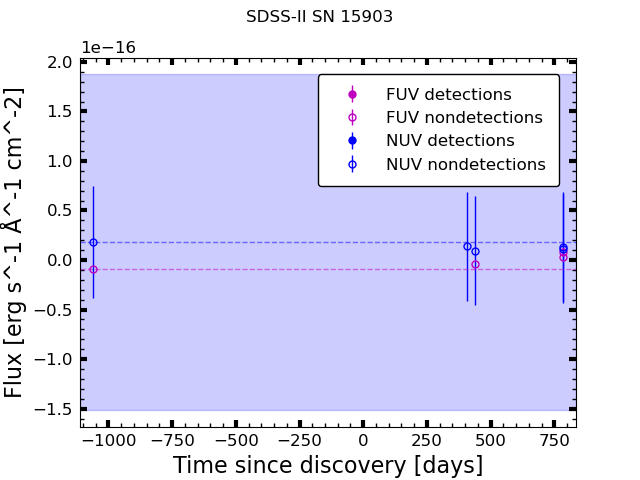 SDSS-II SN 15903
1e−16
2.0
1.5
1.0
0.5
0.0
−0.5
−1.0
−1.5
Flux [erg s^-1 Å^-1 cm^-2]
FUV detections
FUV nondetections
NUV detections
NUV nondetections
−1000 −750 −500 −250 0 250 500 750
Time since discovery [days]